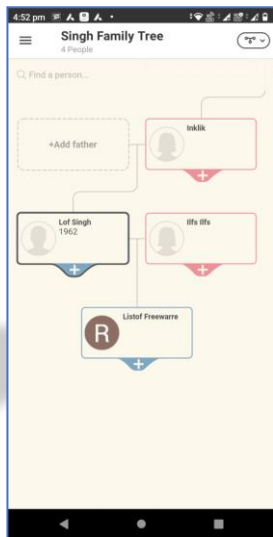 4:52 pm
Singh Family Tree
4 People
Find a person...
Inklik
+Add father
Lof Singh
1962
Ilfs Ilfs
R
Listof Freewarre